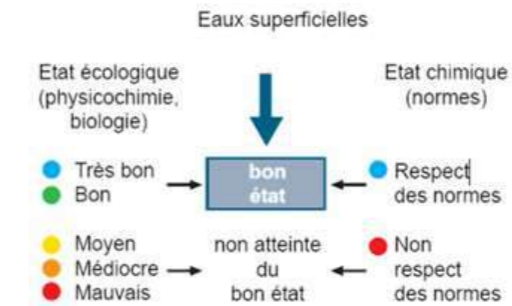 Eaux superficielles
Etat écologique
(physicochimie,
biologie)
Etat chimique
(normes)
Très bon
Bon
bon
état
Respect
des normes
Moyen
Médiocre
Mauvais
non atteinte
du
bon état
Non
respect
des normes